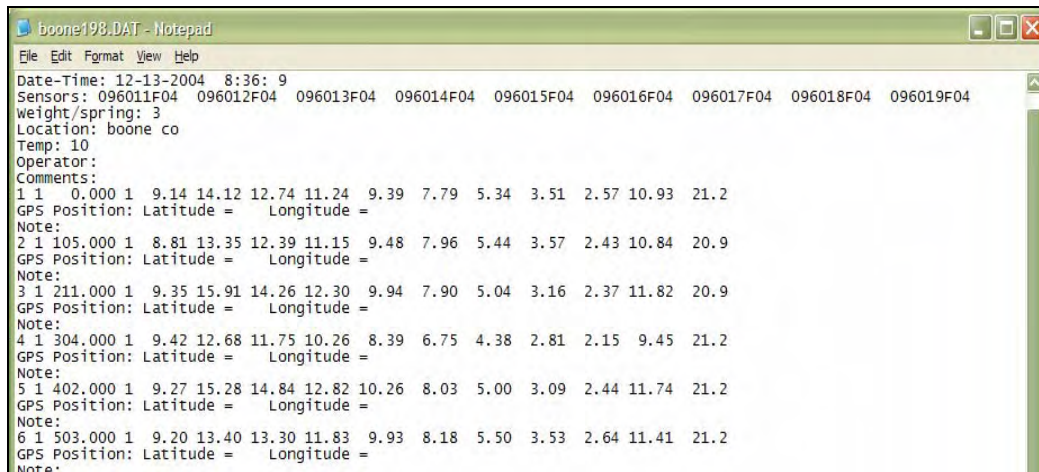 boone198.DAT - Notepad
File Edit Format View Help
Date-Time: 12-13-2004 8:36: 9
Sensors: 096011F04 096012F04 096013F04 096014F04 096015F04 096016F04 096017F04 096018F04 096019F04
Weight/spring: 3
Location: boone co
Temp: 10
Operator:
Comments:
1 1 0.000 1 9.14 14.12 12.74 11.24 9.39 7.79 5.34 3.51 2.57 10.93 21.2
GPS Position: Latitude = Longitude =
Note:
2 1 105.000 1 8.81 13.35 12.39 11.15 9.48 7.96 5.44 3.57 2.43 10.84 20.9
GPS Position: Latitude = Longitude =
Note:
3 1 211.000 1 9.35 15.91 14.26 12.30 9.94 7.90 5.04 3.16 2.37 11.82 20.9
GPS Position: Latitude = Longitude =
Note:
4 1 304.000 1 9.42 12.68 11.75 10.26 8.39 6.75 4.38 2.81 2.15 9.45 21.2
GPS Position: Latitude = Longitude =
Note:
5 1 402.000 1 9.27 15.28 14.84 12.82 10.26 8.03 5.00 3.09 2.44 11.74 21.2
GPS Position: Latitude = Longitude =
Note:
6 1 503.000 1 9.20 13.40 13.30 11.83 9.93 8.18 5.50 3.53 2.64 11.41 21.2
GPS Position: Latitude = Longitude =
Note: